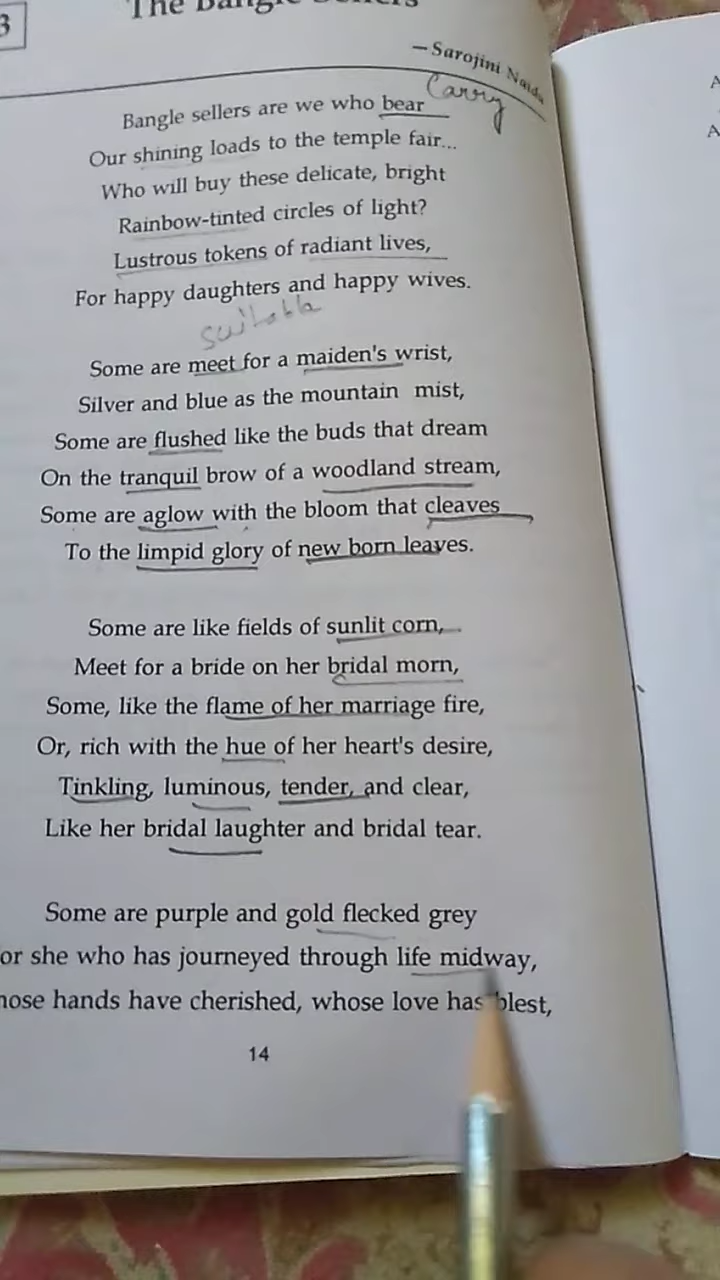 3
The Bangle Sellers
—Sarojini Naidu
Carry
Bangle sellers are we who bear
Our shining loads to the temple fair...
Who will buy these delicate, bright
Rainbow-tinted circles of light?
Lustrous tokens of radiant lives,
For happy daughters and happy wives.
suitable
Some are meet for a maiden's wrist,
Silver and blue as the mountain mist,
Some are flushed like the buds that dream
On the tranquil brow of a woodland stream,
Some are aglow with the bloom that cleaves
To the limpid glory of new born leaves.
Some are like fields of sunlit corn,
Meet for a bride on her bridal morn,
Some, like the flame of her marriage fire,
Or, rich with the hue of her heart's desire,
Tinkling, luminous, tender, and clear,
Like her bridal laughter and bridal tear.
Some are purple and gold flecked grey
or she who has journeyed through life midway,
hose hands have cherished, whose love has blest,
14
A
A